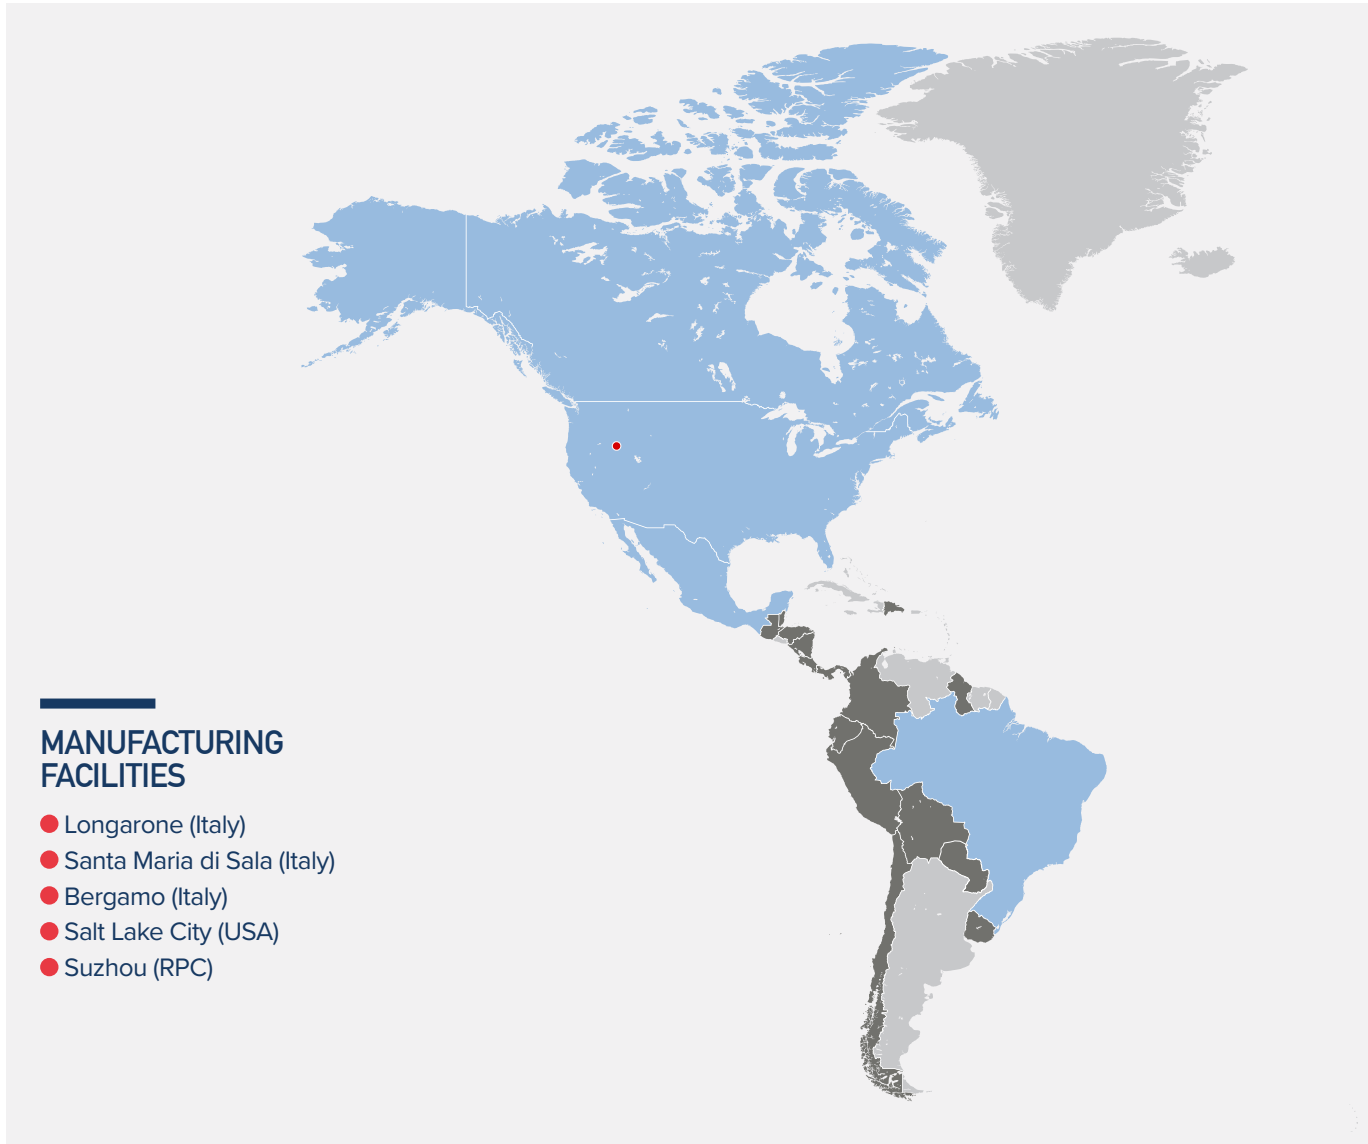 MANUFACTURING
FACILITIES
Longarone (Italy)
Santa Maria di Sala (Italy)
Bergamo (Italy)
Salt Lake City (USA)
Suzhou (RPC)